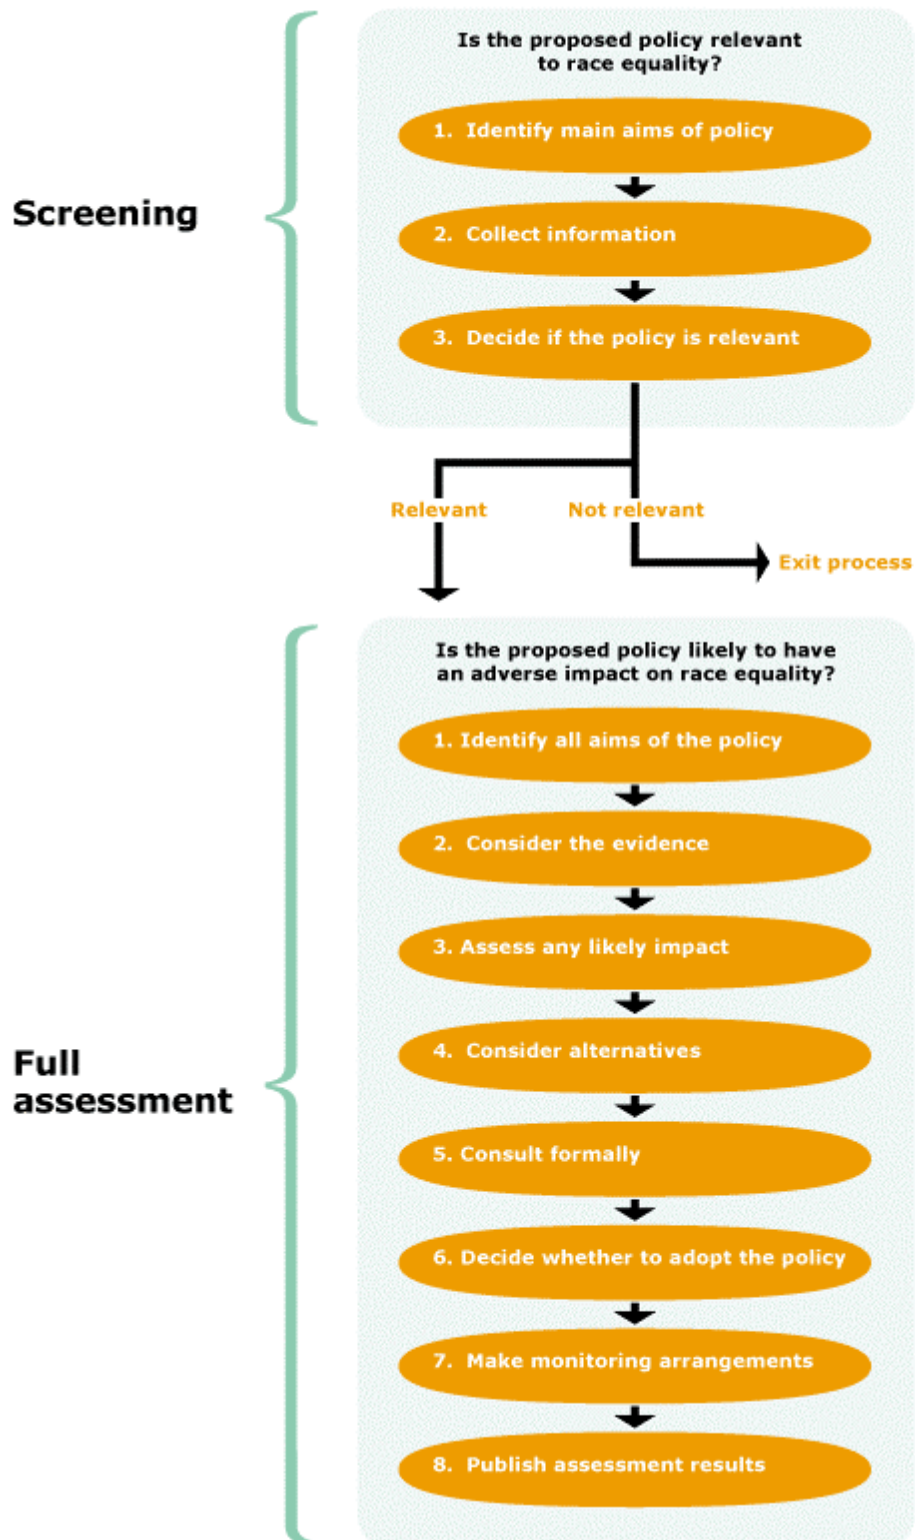 Is the proposed policy relevant
to race equality?
1. Identify main aims of policy
Screening
2. Collect information
3. Decide if the policy is relevant
Relevant
Not relevant
Exit process
Is the proposed policy likely to have
an adverse impact on race equality?
1. Identify all aims of the policy
2. Consider the evidence
3. Assess any likely impact
4. Consider alternatives
Full
assessment
5. Consult formally
6. Decide whether to adopt the policy
7. Make monitoring arrangements
8. Publish assessment results